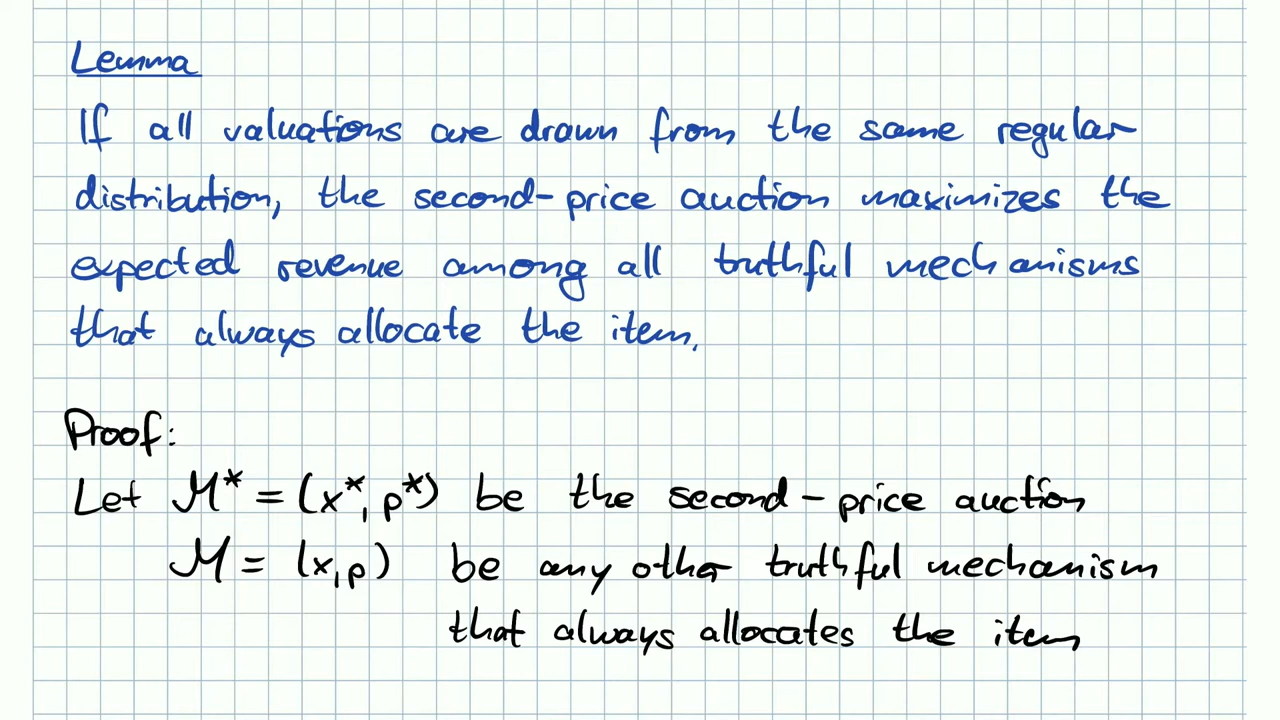 Lemma
If all valuations are drawn from the same regular
distribution, the second-price auction maximizes the
expected revenue among all truthful mechanisms
that always allocate the item.
Proof:
Let M* = (x*, p*) be the second-price auction
M = (x, p) be any other truthful mechanism
that always allocates the item